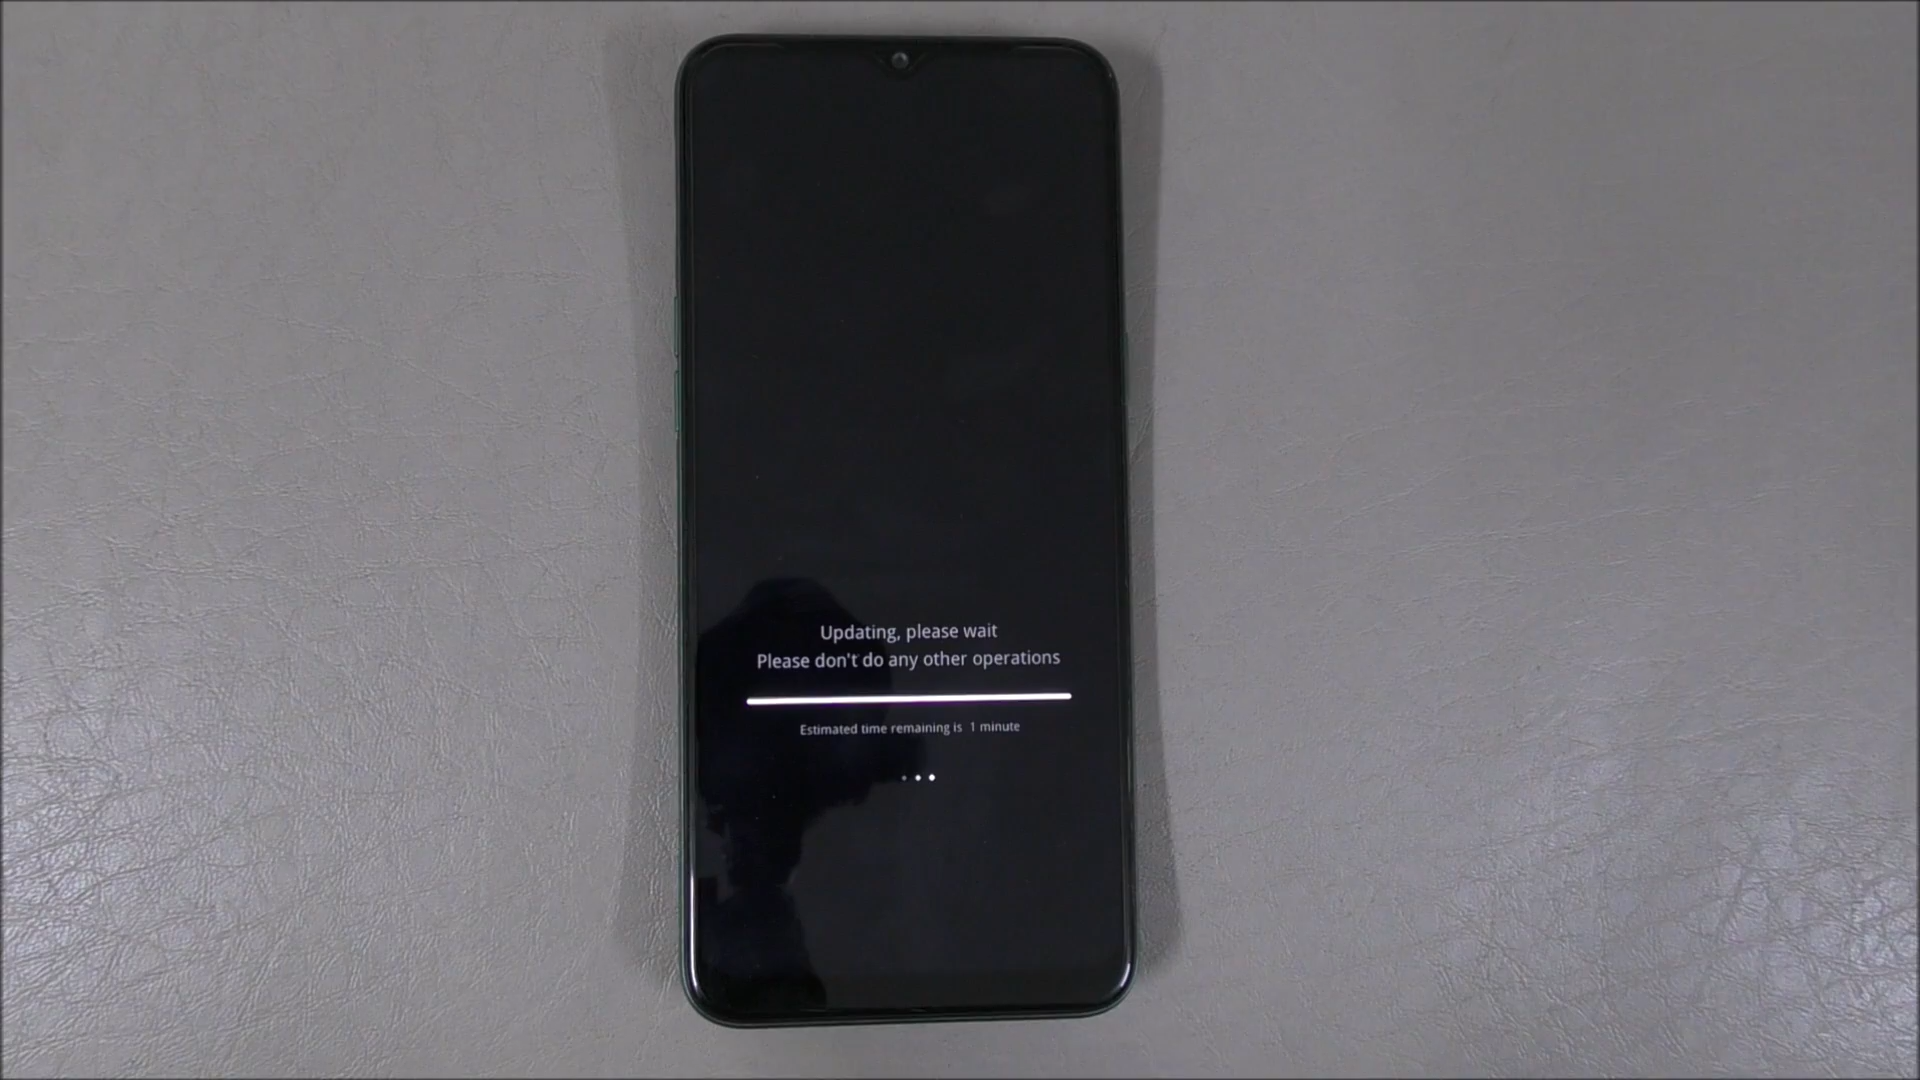 Updating, please wait
Please don't do any other operations
Estimated time remaining is 1 minute